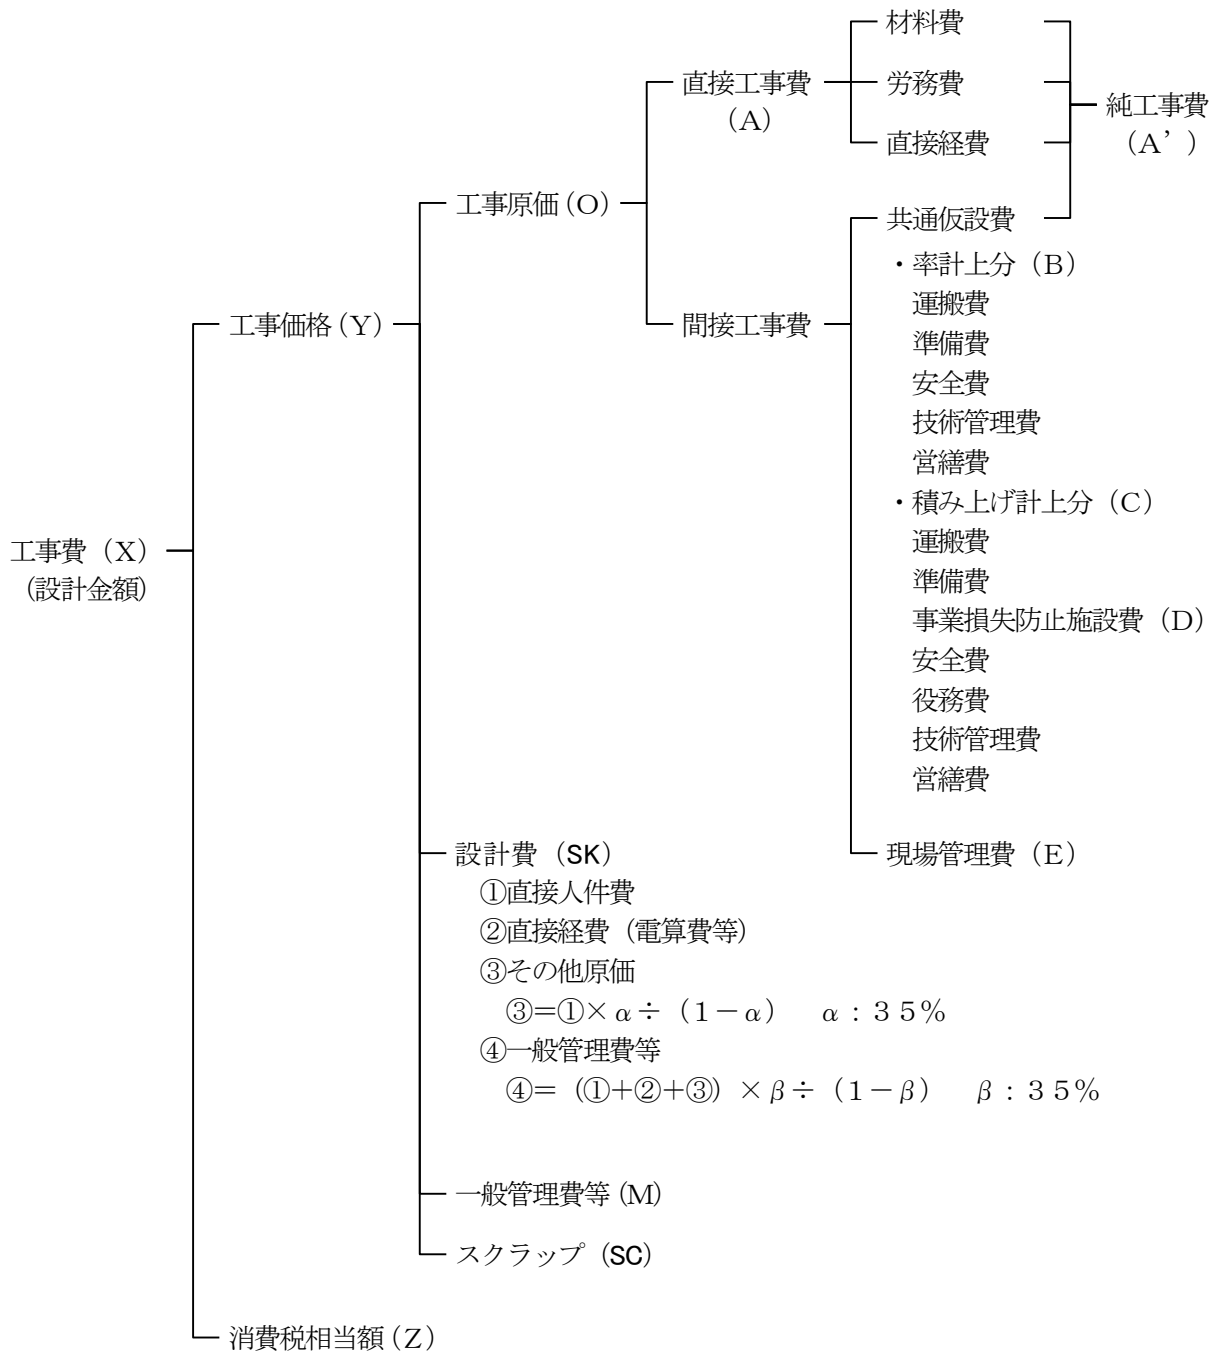 材料費
直接工事費
(A)
労務費
直接経費
純工事費
(A’)
工事原価(O)
共通仮設費
・率計上分(B)
運搬費
準備費
安全費
技術管理費
営繕費
工事価格(Y)
間接工事費
・積み上げ計上分(C)
運搬費
準備費
事業損失防止施設費(D)
安全費
役務費
技術管理費
営繕費
工事費(X)
(設計金額)
設計費(SK)
現場管理費(E)
①直接人件費
②直接経費(電算費等)
③その他原価
③=①×α÷(1-α) α:35%
④一般管理費等
④=(①+②+③)×β÷(1-β) β:35%
一般管理費等(M)
スクラップ(SC)
消費税相当額(Z)